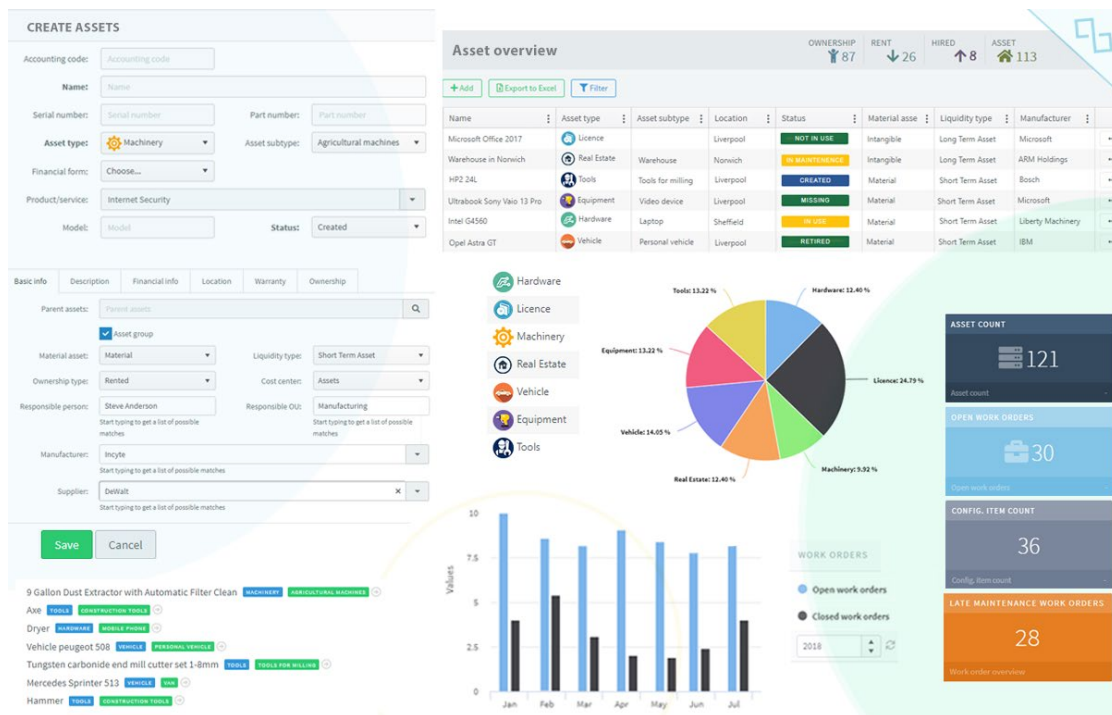 CREATE ASSETS
Accounting code: Accounting code
Name: Name
Serial number: Serial number Part number: Part number
Asset type: Machinery Asset subtype: Agricultural machines
Financial form: Choose...
Product/service: Internet Security
Model: Model Status: Created
Basic info Description Financial info Location Warranty Ownership
Parent assets: Parent assets
Asset group
Material asset: Material Liquidity type: Short Term Asset
Ownership type: Rented Cost center: Assets
Responsible person: Steve Anderson Responsible OU: Manufacturing
Start typing to get a list of possible matches Start typing to get a list of possible matches
Manufacturer: Incyte
Start typing to get a list of possible matches
Supplier: DeWalt
Start typing to get a list of possible matches
Save Cancel
9 Gallon Dust Extractor with Automatic Filter Clean MACHINERY AGRICULTURAL MACHINES
Axe TOOLS CONSTRUCTION TOOLS
Dryer HARDWARE MOBILE PHONE
Vehicle peugeot 508 VEHICLE PERSONAL VEHICLE
Tungsten carbonide end mill cutter set 1-8mm TOOLS TOOLS FOR MILLING
Mercedes Sprinter 513 VEHICLE VAN
Hammer TOOLS CONSTRUCTION TOOLS
Asset overview
OWNERSHIP RENT HIRED ASSET
87 26 8 113
Add Export to Excel Filter
Name Asset type Asset subtype Location Status Material asse Liquidity type Manufacturer
Microsoft Office 2017 Licence Liverpool NOT IN USE Intangible Long Term Asset Microsoft
Warehouse in Norwich Real Estate Warehouse Norwich IN MAINTENENCE Intangible Long Term Asset ARM Holdings
HP2 24L Tools Tools for milling Liverpool CREATED Material Short Term Asset Bosch
Ultrabook Sony Vaio 13 Pro Equipment Video device Liverpool MISSING Material Short Term Asset Microsoft
Intel G4560 Hardware Laptop Sheffield IN USE Material Short Term Asset Liberty Machinery
Opel Astra GT Vehicle Personal vehicle Liverpool RETIRED Material Short Term Asset IBM
Hardware
Licence
Machinery
Real Estate
Vehicle
Equipment
Tools
Tools: 13.22 % Hardware: 12.40 %
Equipment: 13.22 %
Licence: 24.79 %
Vehicle: 14.05 %
Machinery: 9.92 %
Real Estate: 12.40 %
Values
10
7.5
5
2.5
0
Jan Feb Mar Apr May Jun Jul
WORK ORDERS
Open work orders
Closed work orders
2018
ASSET COUNT
121
Asset count
OPEN WORK ORDERS
30
Open work orders
CONFIG. ITEM COUNT
36
Config. item count
LATE MAINTENANCE WORK ORDERS
28
Work order overview